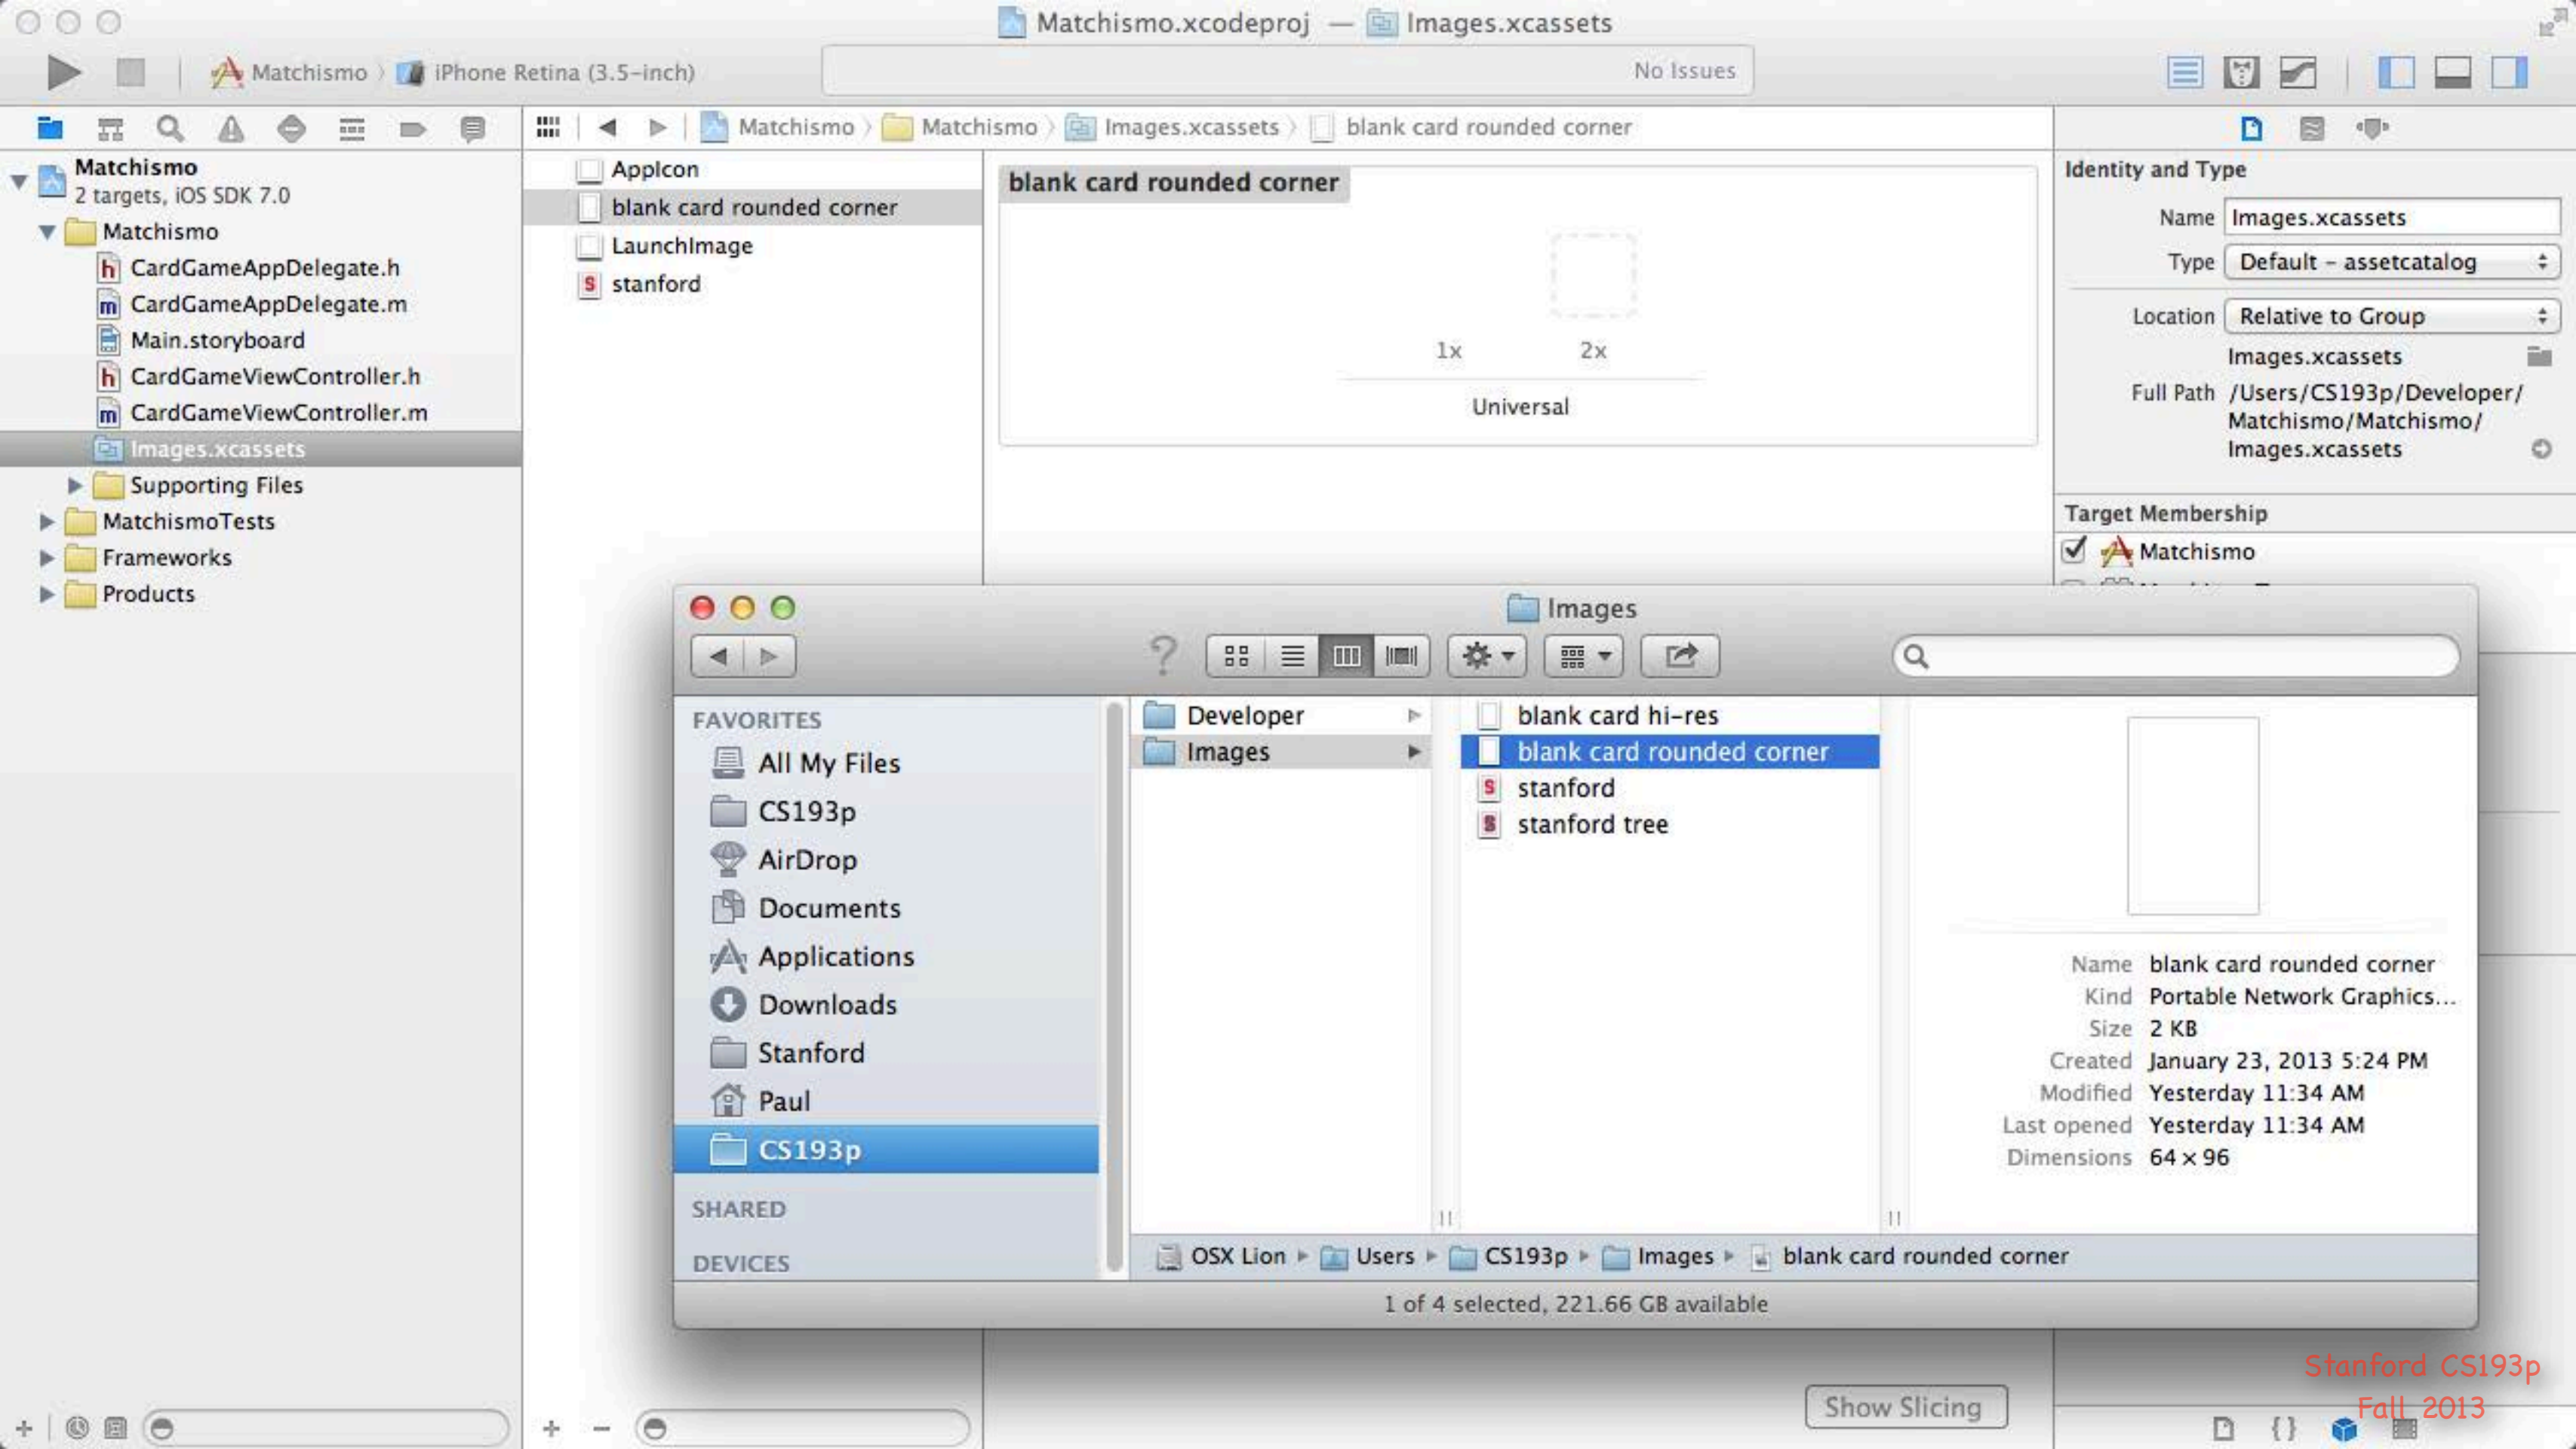 Matchismo.xcodeproj — Images.xcassets
Matchismo
iPhone Retina (3.5-inch)
No Issues
Matchismo
Matchismo
Images.xcassets
blank card rounded corner
Matchismo
2 targets, iOS SDK 7.0
Matchismo
CardGameAppDelegate.h
CardGameAppDelegate.m
Main.storyboard
CardGameViewController.h
CardGameViewController.m
Images.xcassets
Supporting Files
MatchismoTests
Frameworks
Products
AppIcon
blank card rounded corner
LaunchImage
stanford
blank card rounded corner
1x
2x
Universal
Identity and Type
Name Images.xcassets
Type Default - assetcatalog
Location Relative to Group
Images.xcassets
Full Path /Users/CS193p/Developer/
Matchismo/Matchismo/
Images.xcassets
Target Membership
Matchismo
Images
FAVORITES
All My Files
CS193p
AirDrop
Documents
Applications
Downloads
Stanford
Paul
CS193p
SHARED
DEVICES
Developer
Images
blank card hi-res
blank card rounded corner
stanford
stanford tree
Name blank card rounded corner
Kind Portable Network Graphics...
Size 2 KB
Created January 23, 2013 5:24 PM
Modified Yesterday 11:34 AM
Last opened Yesterday 11:34 AM
Dimensions 64 × 96
OSX Lion
Users
CS193p
Images
blank card rounded corner
1 of 4 selected, 221.66 GB available
Show Slicing
Stanford CS193p
Fall 2013